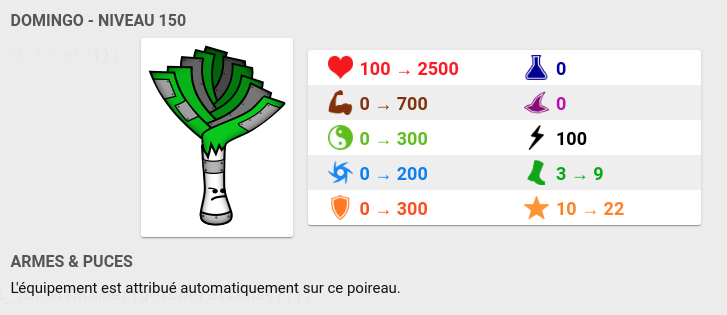 DOMINGO - NIVEAU 150
100 → 2500
0
0 → 700
0
0 → 300
100
0 → 200
3 → 9
0 → 300
10 → 22
ARMES & PUCES
L'équipement est attribué automatiquement sur ce poireau.